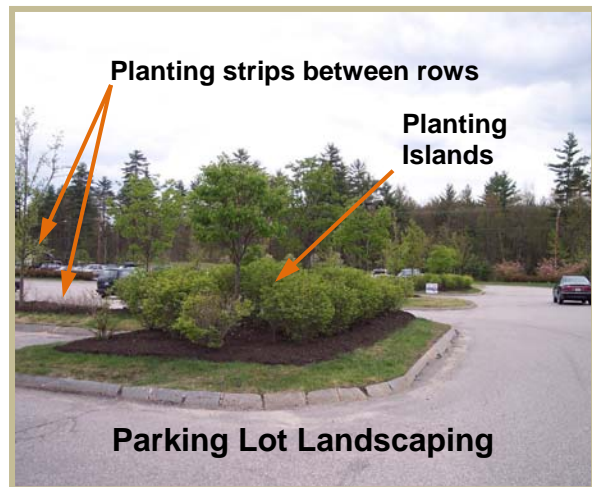 Planting strips between rows
Planting
Islands
Parking Lot Landscaping